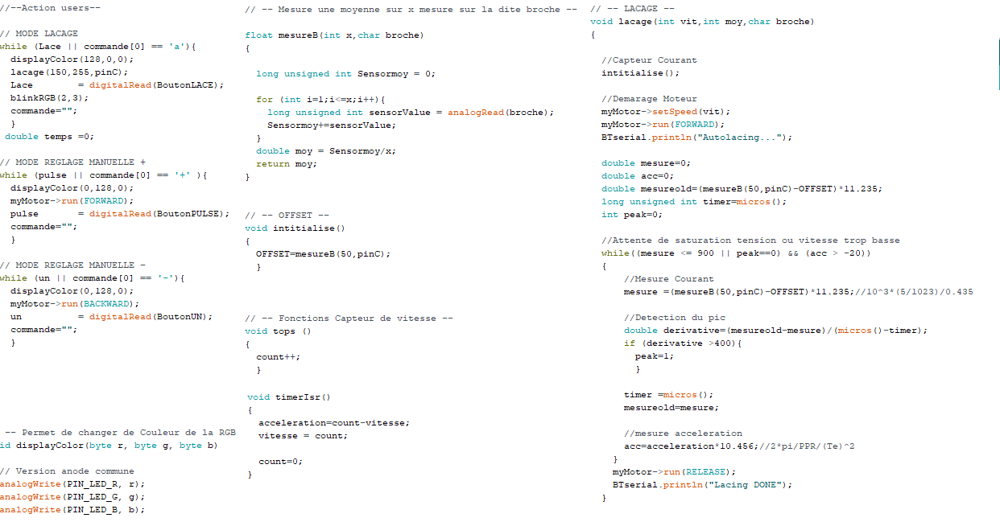 //--Action users--
// MODE LACAGE
while (Lace || commande[0] == 'a'){
displayColor(128,0,0);
lacage(150,255,pinC);
Lace = digitalRead(BoutonLACE);
blinkRGB(2,3);
commande="";
}
double temps =0;
// MODE REGLAGE MANUELLE +
while (pulse || commande[0] == '+' ){
displayColor(0,128,0);
myMotor->run(FORWARD);
pulse = digitalRead(BoutonPULSE);
commande="";
}
// MODE REGLAGE MANUELLE -
while (un || commande[0] == '-'){
displayColor(0,128,0);
myMotor->run(BACKWARD);
un = digitalRead(BoutonUN);
commande="";
}
-- Permet de changer de Couleur de la RGB
id displayColor(byte r, byte g, byte b)
// Version anode commune
analogWrite(PIN_LED_R, r);
analogWrite(PIN_LED_G, g);
analogWrite(PIN_LED_B, b);
// -- Mesure une moyenne sur x mesure sur la dite broche --
float mesureB(int x,char broche)
{
long unsigned int Sensormoy = 0;
for (int i=1;i<=x;i++){
long unsigned int sensorValue = analogRead(broche);
Sensormoy+=sensorValue;
}
double moy = Sensormoy/x;
return moy;
}
// -- OFFSET --
void intitialise()
{
OFFSET=mesureB(50,pinC);
}
// -- Fonctions Capteur de vitesse --
void tops ()
{
count++;
}
void timerIsr()
{
acceleration=count-vitesse;
vitesse = count;
count=0;
}
// -- LACAGE --
void lacage(int vit,int moy,char broche)
{
//Capteur Courant
intitialise();
//Demarage Moteur
myMotor->setSpeed(vit);
myMotor->run(FORWARD);
BTserial.println("Autolacing...");
double mesure=0;
double acc=0;
double mesureold=(mesureB(50,pinC)-OFFSET)*11.235;
long unsigned int timer=micros();
int peak=0;
//Attente de saturation tension ou vitesse trop basse
while((mesure <= 900 || peak==0) && (acc > -20))
{
//Mesure Courant
mesure =(mesureB(50,pinC)-OFFSET)*11.235;//10^3*(5/1023)/0.435
//Detection du pic
double derivative=(mesureold-mesure)/(micros()-timer);
if (derivative >400){
peak=1;
}
timer =micros();
mesureold=mesure;
//mesure acceleration
acc=acceleration*10.456;//2*pi/PPR/(Te)^2
}
myMotor->run(RELEASE);
BTserial.println("Lacing DONE");
}